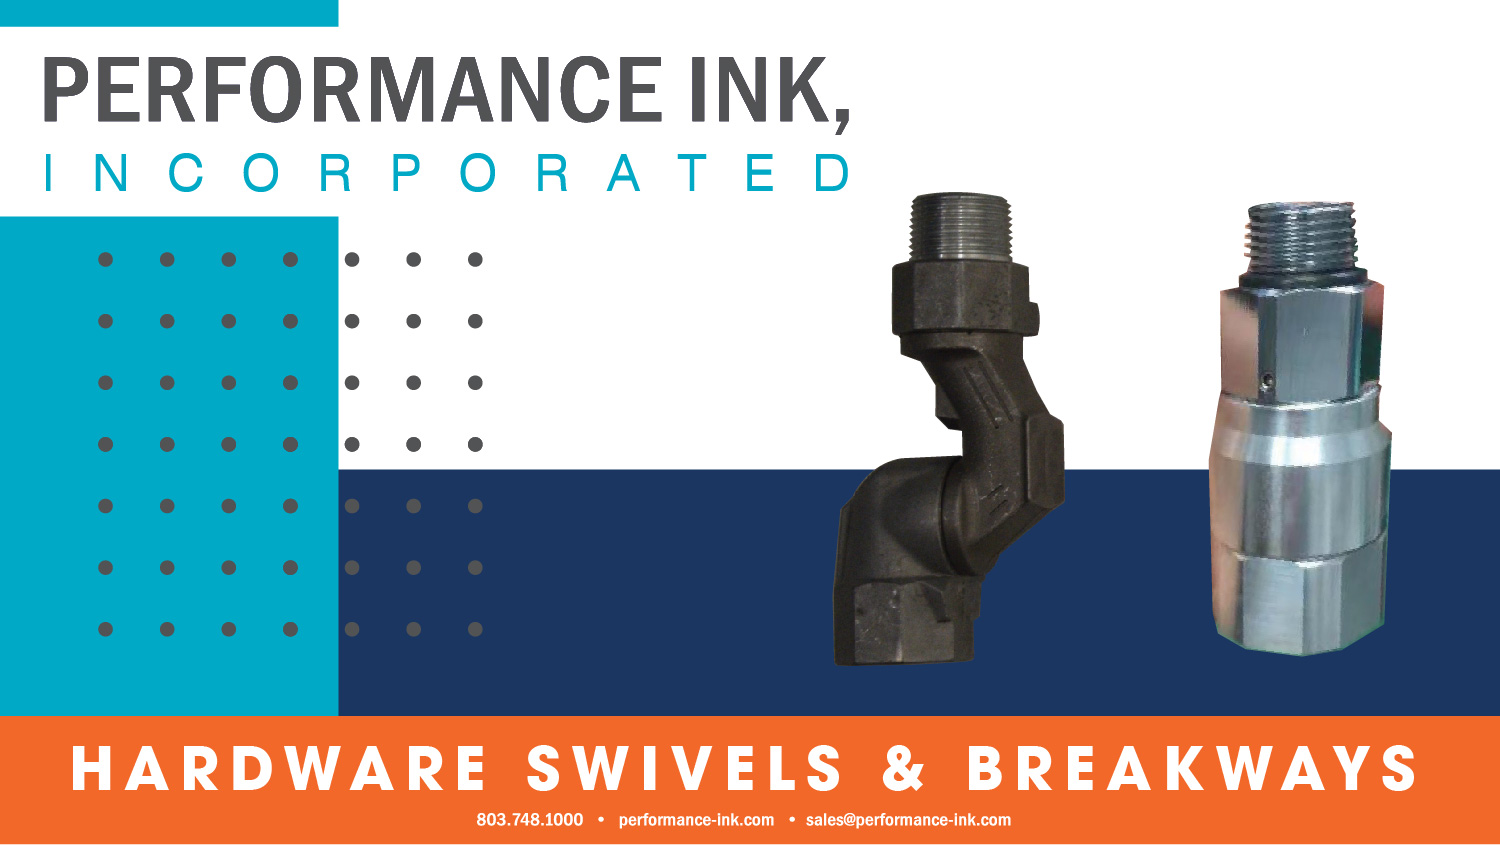 PERFORMANCE INK,
INCORPORATED
HARDWARE SWIVELS & BREAKWAYS
803.748.1000 • performance-ink.com • sales@performance-ink.com